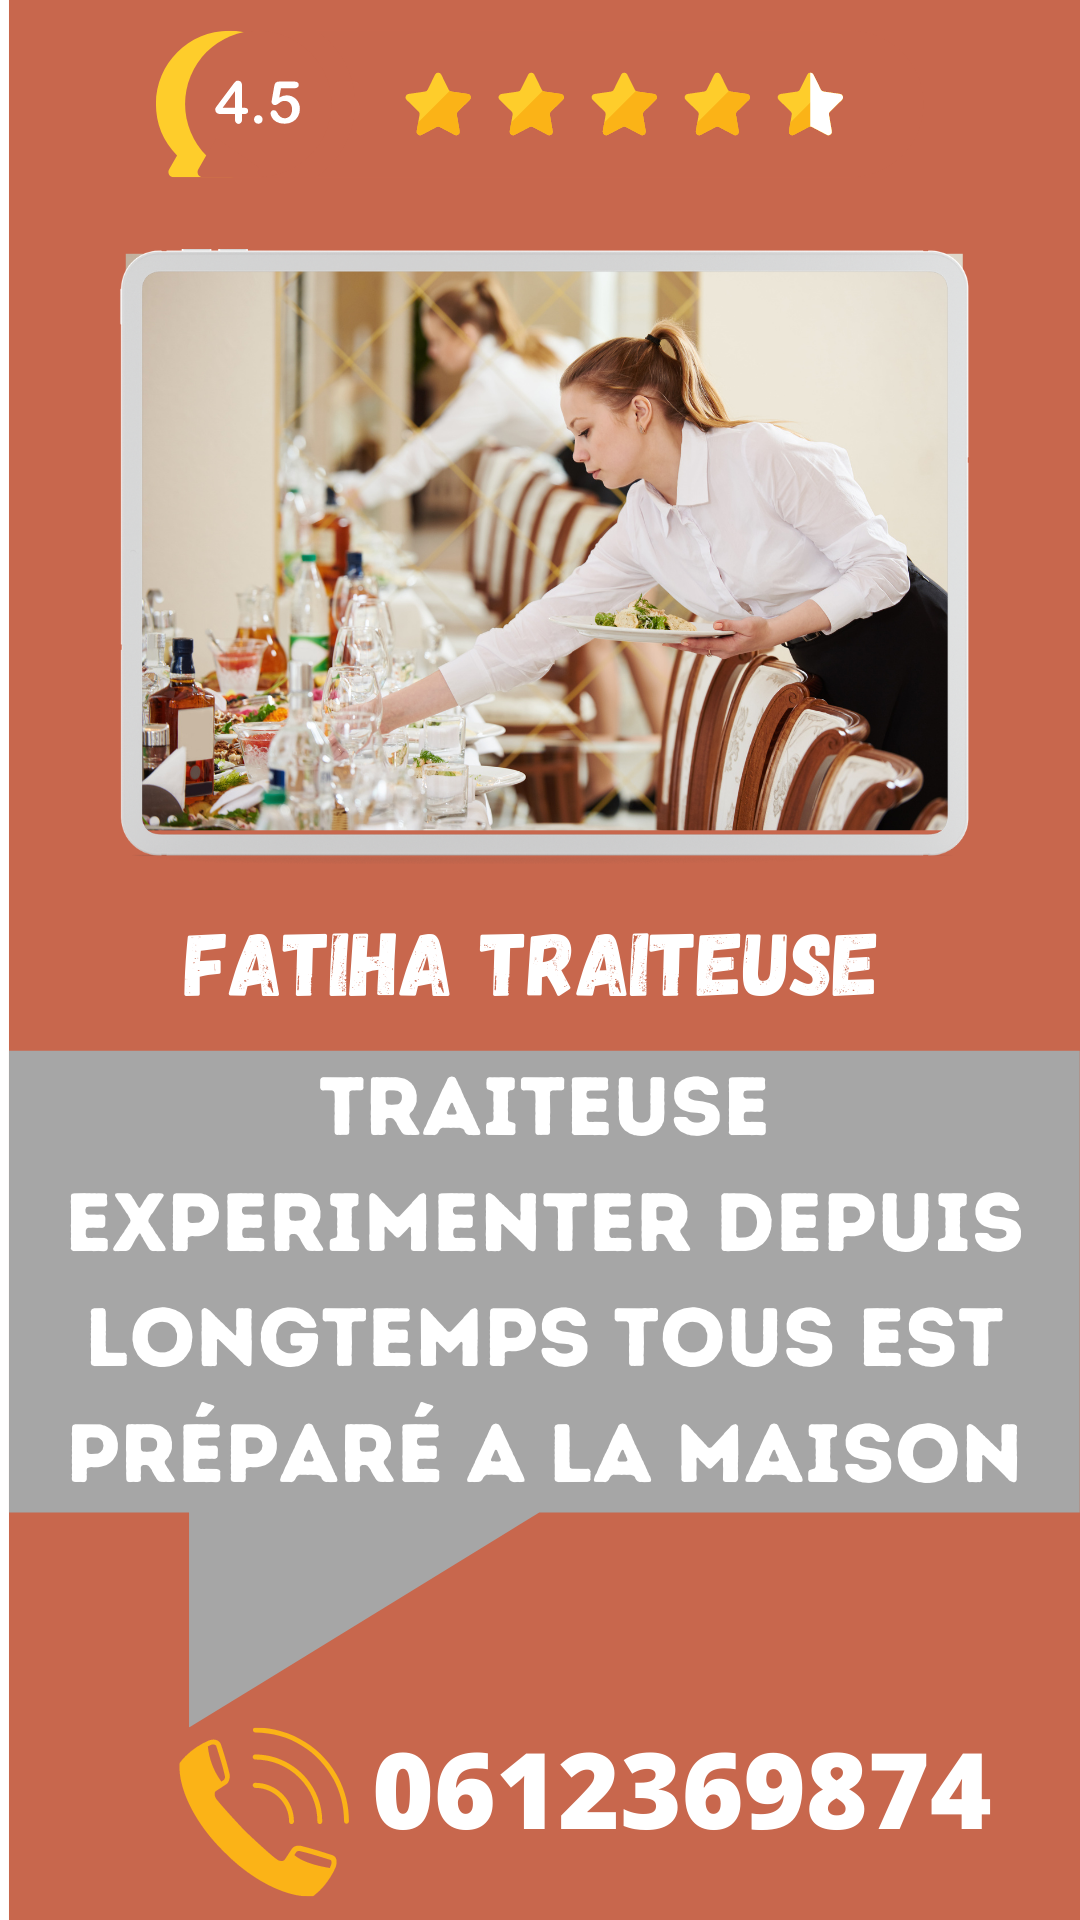 4.5
FATIHA TRAITEUSE
TRAITEUSE
EXPERIMENTER DEPUIS
LONGTEMPS TOUS EST
PRÉPARÉ A LA MAISON
0612369874